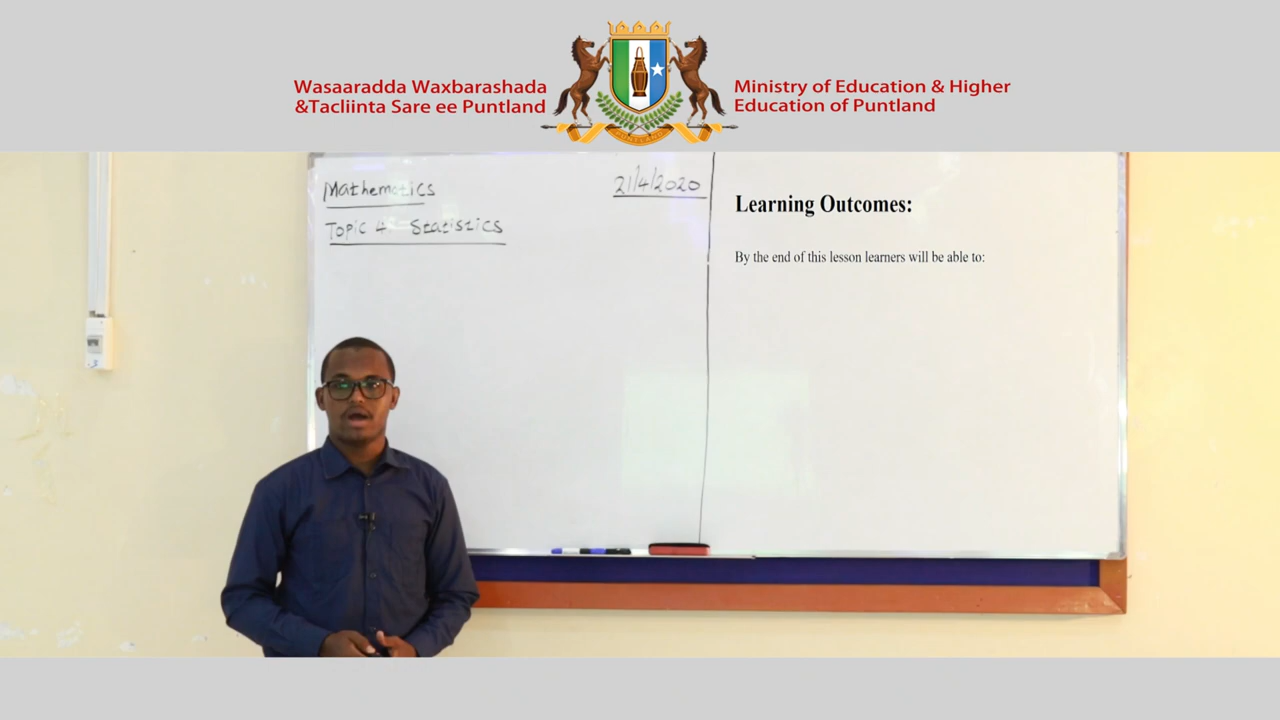 Wasaaradda Waxbarashada
&Tacliinta Sare ee Puntland
Ministry of Education & Higher
Education of Puntland
PUNTLAND
Mathematics
21/4/2020
Topic 4: Statistics
Learning Outcomes:
By the end of this lesson learners will be able to: